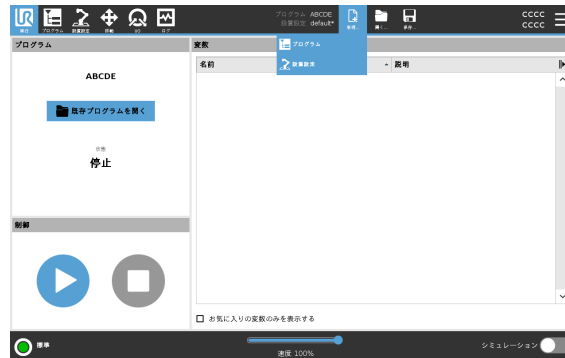 UR
実行
プログラム
設置設定
移動
I/O
ログ
プログラム ABCDE
設置設定 default*
新規...
開く...
保存...
CCCC
CCCC
プログラム
変数
プログラム
設置設定
名前
説明
ABCDE
既存プログラムを開く
状態
停止
制御
お気に入りの変数のみを表示する
標準
速度 100%
シミュレーション